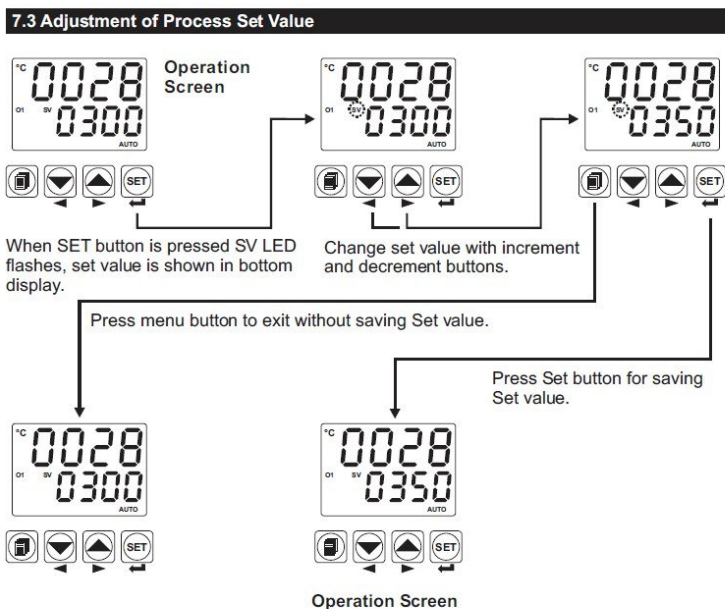 7.3 Adjustment of Process Set Value
°C 0028
O1 SV 0300
AUTO
SET
Operation
Screen
°C 0028
O1 SV 0300
AUTO
SET
°C 0028
O1 SV 0350
AUTO
SET
When SET button is pressed SV LED
flashes, set value is shown in bottom
display.
Change set value with increment
and decrement buttons.
Press menu button to exit without saving Set value.
Press Set button for saving
Set value.
°C 0028
O1 SV 0300
AUTO
SET
°C 0028
O1 SV 0350
AUTO
SET
Operation Screen